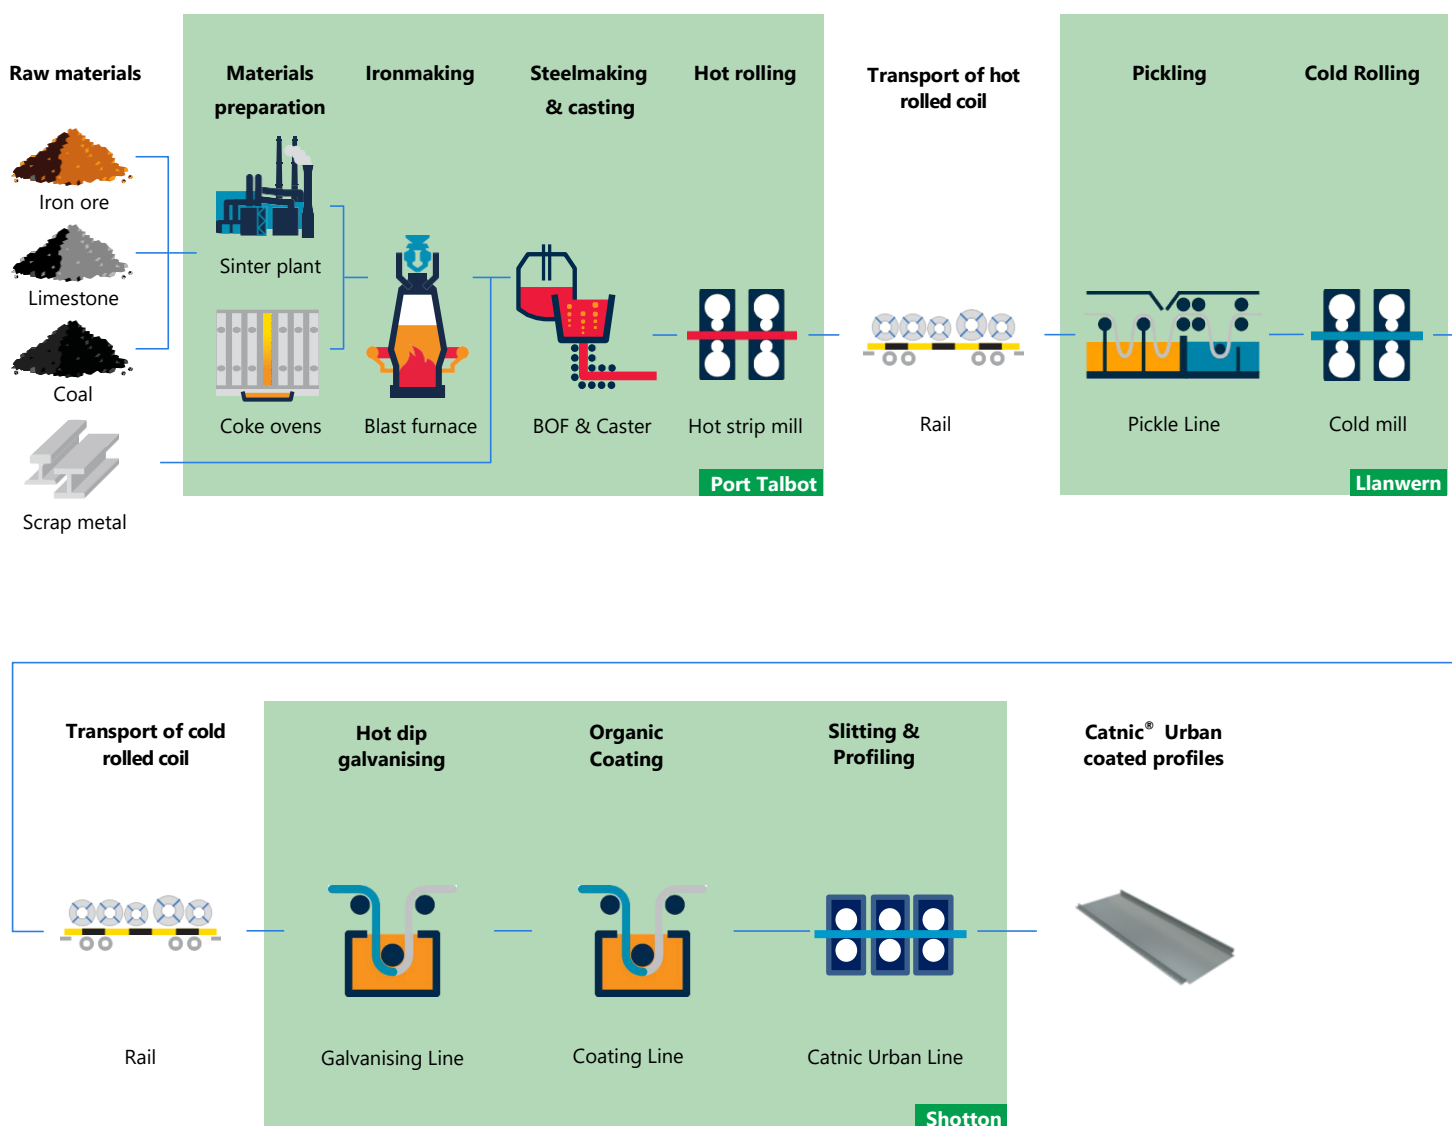 Raw materials
Materials
preparation
Ironmaking
Steelmaking
& casting
Hot rolling
Transport of hot
rolled coil
Pickling
Cold Rolling
Iron ore
Limestone
Coal
Scrap metal
Sinter plant
Coke ovens
Blast furnace
BOF & Caster
Hot strip mill
Rail
Pickle Line
Cold mill
Port Talbot
Llanwern
Transport of cold
rolled coil
Hot dip
galvanising
Organic
Coating
Slitting &
Profiling
Catnic® Urban
coated profiles
Rail
Galvanising Line
Coating Line
Catnic Urban Line
Shotton